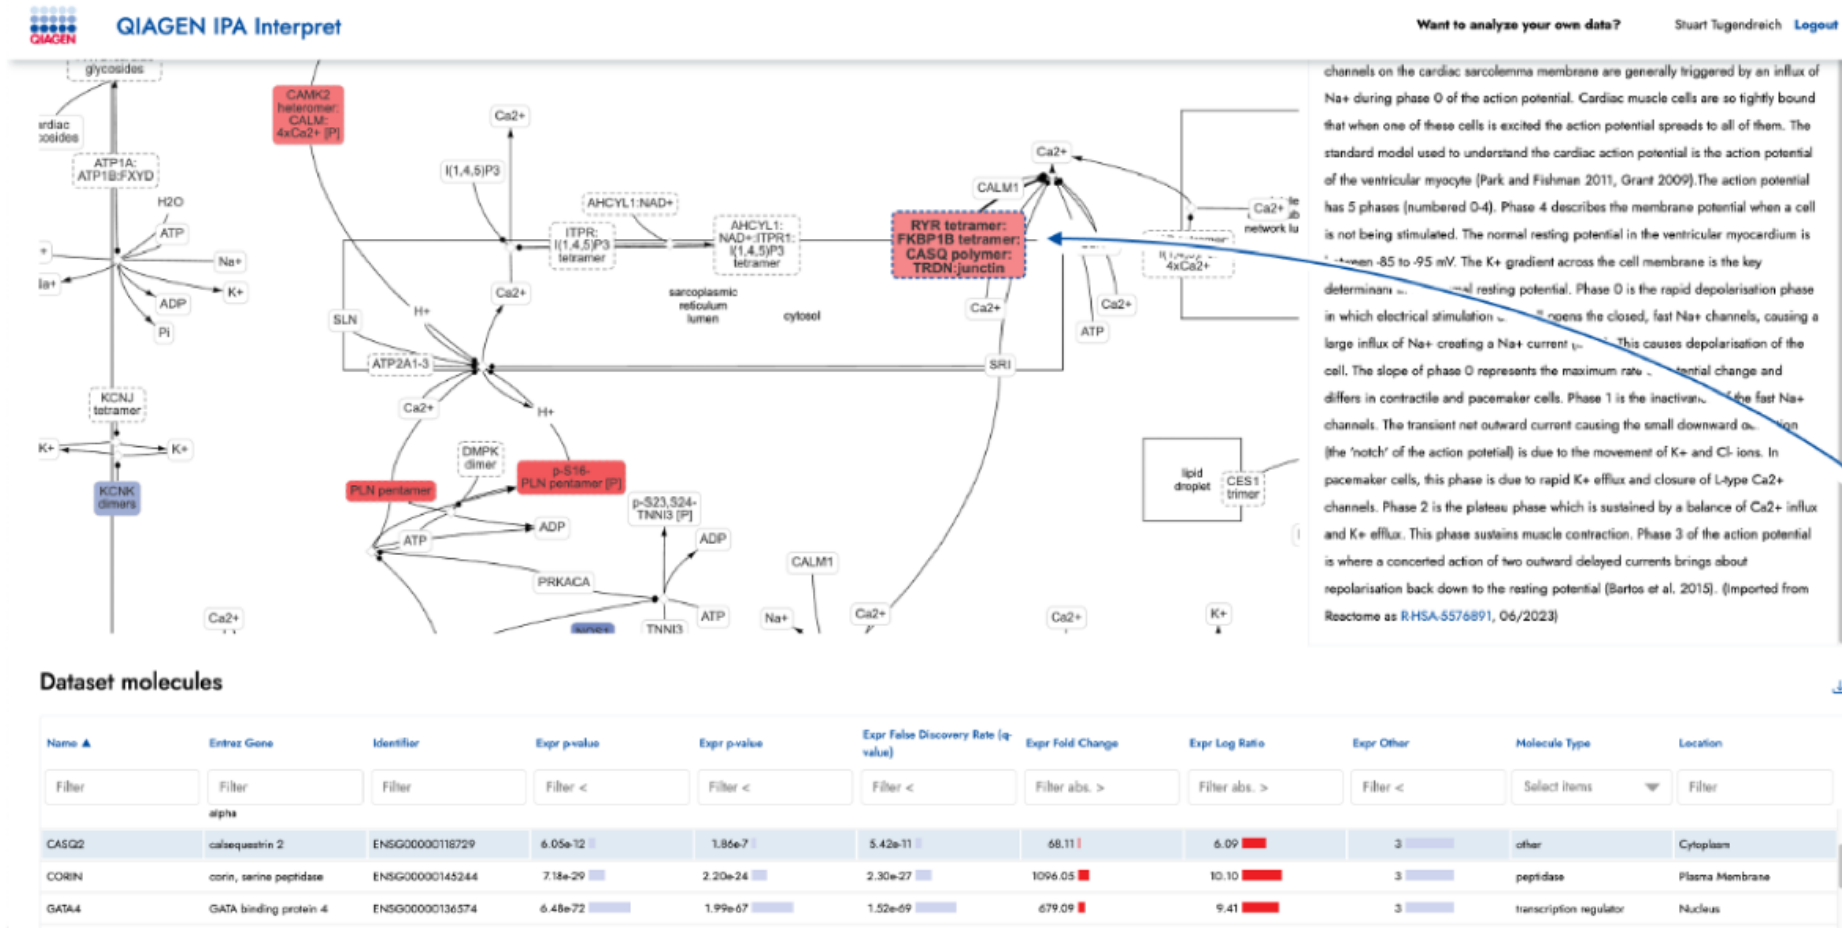 QIAGEN
QIAGEN IPA Interpret
Want to analyze your own data?
Stuart Tugendreich
Logout
glycosides
ATP1A:
ATP1B:FXYD
H2O
ATP
Na+
K+
ADP
Pi
KCNJ
tetramer
K+
K+
KCNK
dimers
Ca2+
CAMK2
heteromer:
CALM:
4xCa2+ [P]
Ca2+
I(1,4,5)P3
AHCYL1:NAD+
ITPR:
I(1,4,5)P3
tetramer
AHCYL1:
NAD+:ITPR1:
I(1,4,5)P3
tetramer
Ca2+
sarcoplasmic
reticulum
lumen
cytosol
SLN
H+
ATP2A1-3
Ca2+
H+
DMPK
dimer
PLN pentamer
p-S16-
PLN pentamer [P]
p-S23,S24-
TNNI3 [P]
ADP
ATP
ADP
PRKACA
ATP
TNNI3
CALM1
Na+
Ca2+
Ca2+
CALM1
RYR tetramer:
FKBP1B tetramer:
CASQ polymer:
TRDN:junctin
Ca2+
Ca2+
ATP
SRI
Ca2+
network lu
4xCa2+
lipid
droplet
CES1
trimer
Ca2+
K+
channels on the cardiac sarcolemma membrane are generally triggered by an influx of
Na+ during phase 0 of the action potential. Cardiac muscle cells are so tightly bound
that when one of these cells is excited the action potential spreads to all of them. The
standard model used to understand the cardiac action potential is the action potential
of the ventricular myocyte (Park and Fishman 2011, Grant 2009).The action potential
has 5 phases (numbered 0-4). Phase 4 describes the membrane potential when a cell
is not being stimulated. The normal resting potential in the ventricular myocardium is
-85 to -95 mV. The K+ gradient across the cell membrane is the key
resting potential. Phase 0 is the rapid depolarisation phase
in which electrical stimulation opens the closed, fast Na+ channels, causing a
large influx of Na+ creating a Na+ current This causes depolarisation of the
cell. The slope of phase 0 represents the maximum rate change and
differs in contractile and pacemaker cells. Phase 1 is the the fast Na+
channels. The transient net outward current causing the small downward
(the 'notch' of the action potetial) is due to the movement of K+ and Cl- ions. In
pacemaker cells, this phase is due to rapid K+ efflux and closure of L-type Ca2+
channels. Phase 2 is the plateau phase which is sustained by a balance of Ca2+ influx
and K+ efflux. This phase sustains muscle contraction. Phase 3 of the action potential
is where a concerted action of two outward delayed currents brings about
repolarisation back down to the resting potential (Bartos et al. 2015). (Imported from
Reactome as R-HSA-5576891, 06/2023)
Dataset molecules
Name ▲ Entrez Gene Identifier Expr p-value Expr p-value Expr False Discovery Rate (q-value) Expr Fold Change Expr Log Ratio Expr Other Molecule Type Location
Filter Filter Filter Filter < Filter < Filter < Filter abs. > Filter abs. > Filter < Select items Filter
alpha
CASQ2 calsequestrin 2 ENSG00000118729 6.05e-12 1.86e-7 5.42e-11 68.11 6.09 3 other Cytoplasm
CORIN corin, serine peptidase ENSG00000145244 7.18e-29 2.20e-24 2.30e-27 1096.05 10.10 3 peptidase Plasma Membrane
GATA4 GATA binding protein 4 ENSG00000136574 6.48e-72 1.99e-67 1.52e-69 679.09 9.41 3 transcription regulator Nucleus